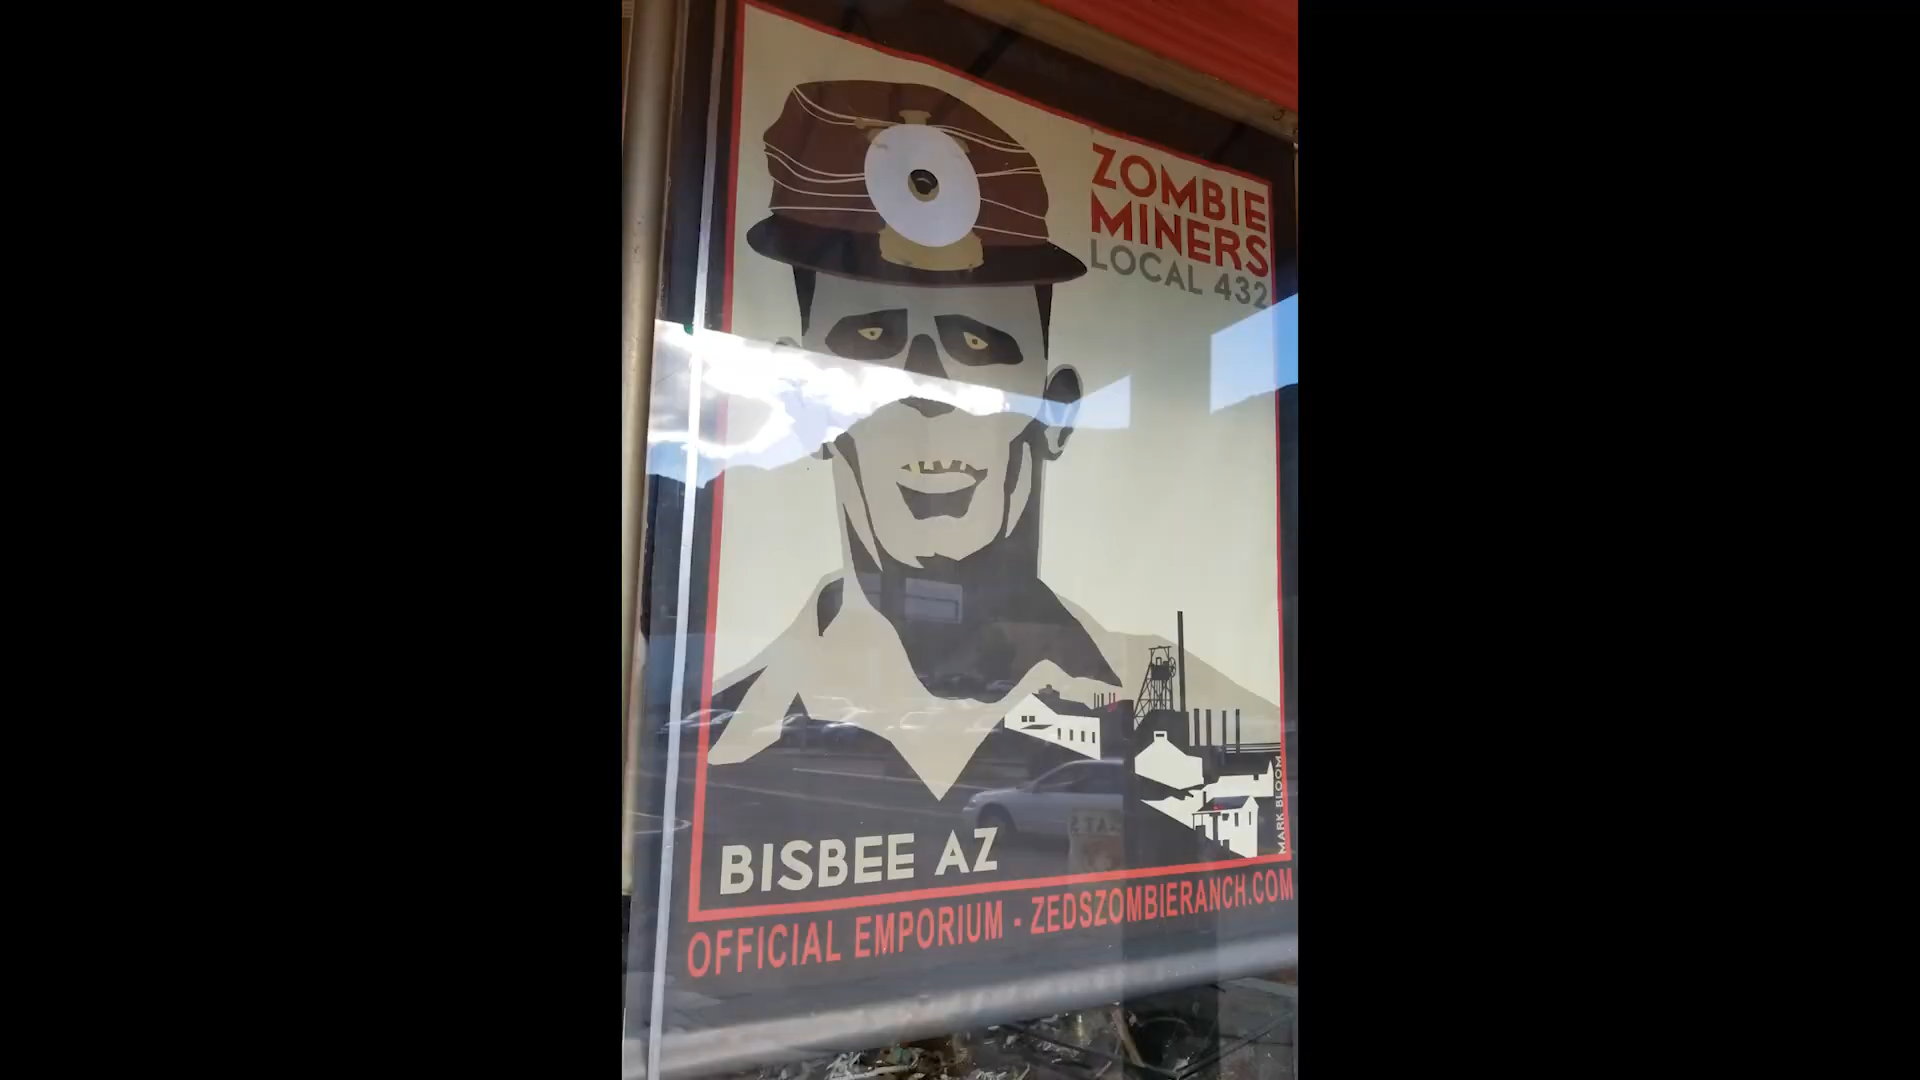 ZOMBIE
MINERS
LOCAL 432
MARK BLOOM
BISBEE AZ
OFFICIAL EMPORIUM - ZEDSZOMBIERANCH.COM